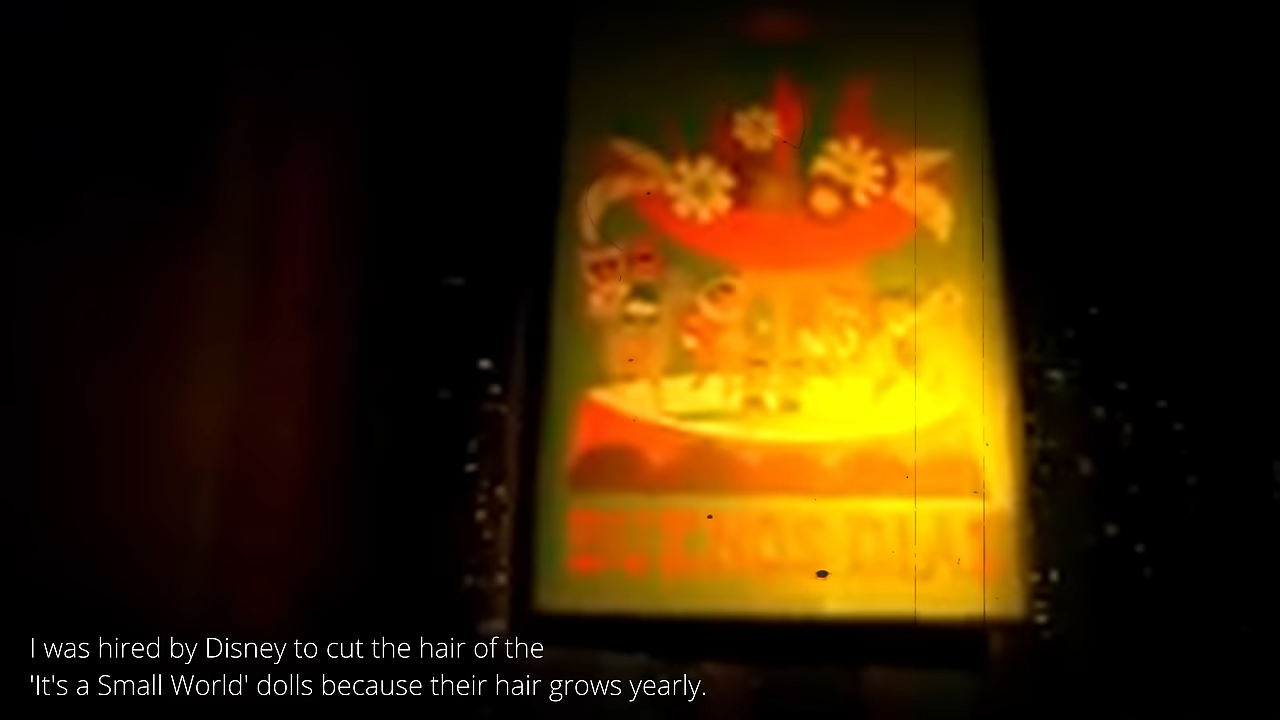 I was hired by Disney to cut the hair of the
'It's a Small World' dolls because their hair grows yearly.